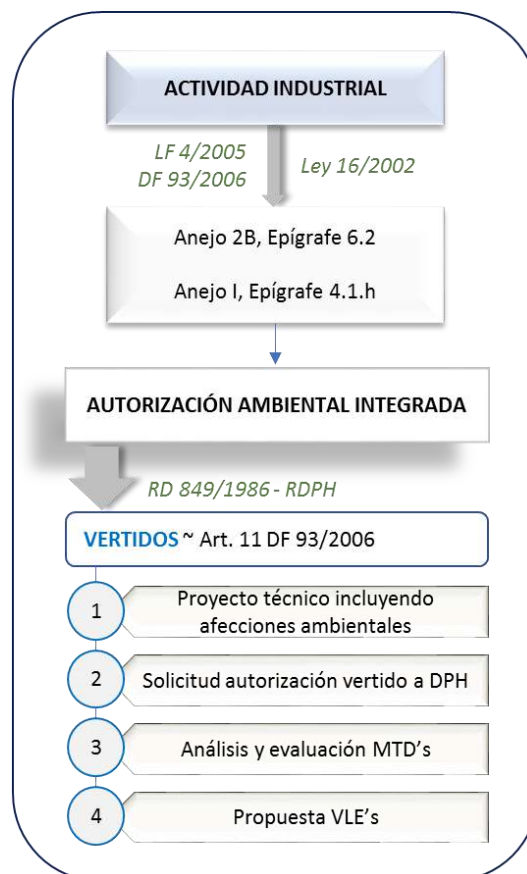 ACTIVIDAD INDUSTRIAL
LF 4/2005
DF 93/2006
Ley 16/2002
Anejo 2B, Epígrafe 6.2
Anejo I, Epígrafe 4.1.h
AUTORIZACIÓN AMBIENTAL INTEGRADA
RD 849/1986 - RDPH
VERTIDOS ~ Art. 11 DF 93/2006
1
Proyecto técnico incluyendo
afecciones ambientales
2
Solicitud autorización vertido a DPH
3
Análisis y evaluación MTD's
4
Propuesta VLE's